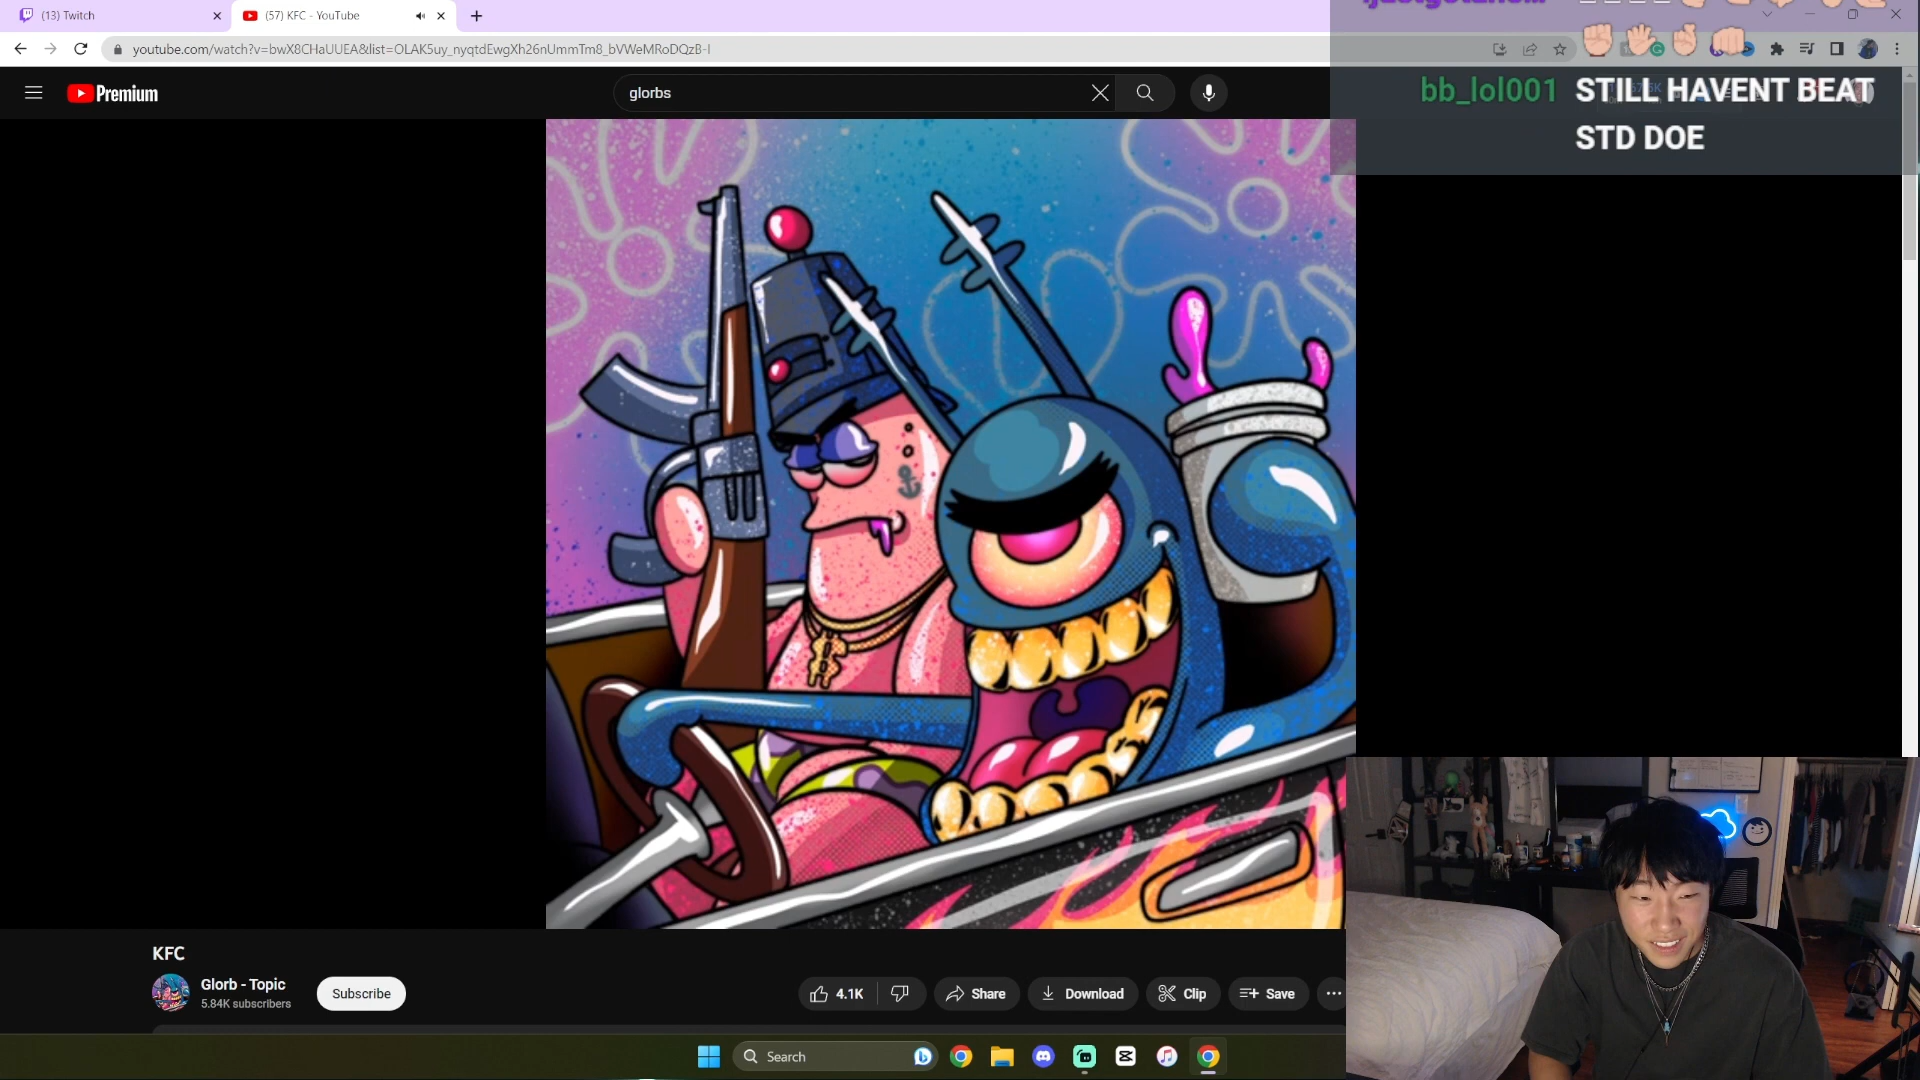 (13) Twitch
(57) KFC - YouTube
youtube.com/watch?v=bwX8CHaUUEA&list=OLAK5uy_nyqtdEwgXh26nUmmTm8_bVWeMRoDQzB-I
Premium
glorbs
bb_lol001 STILL HAVENT BEAT
STD DOE
KFC
Glorb - Topic
5.84K subscribers
Subscribe
4.1K
Share
Download
Clip
Save
Search